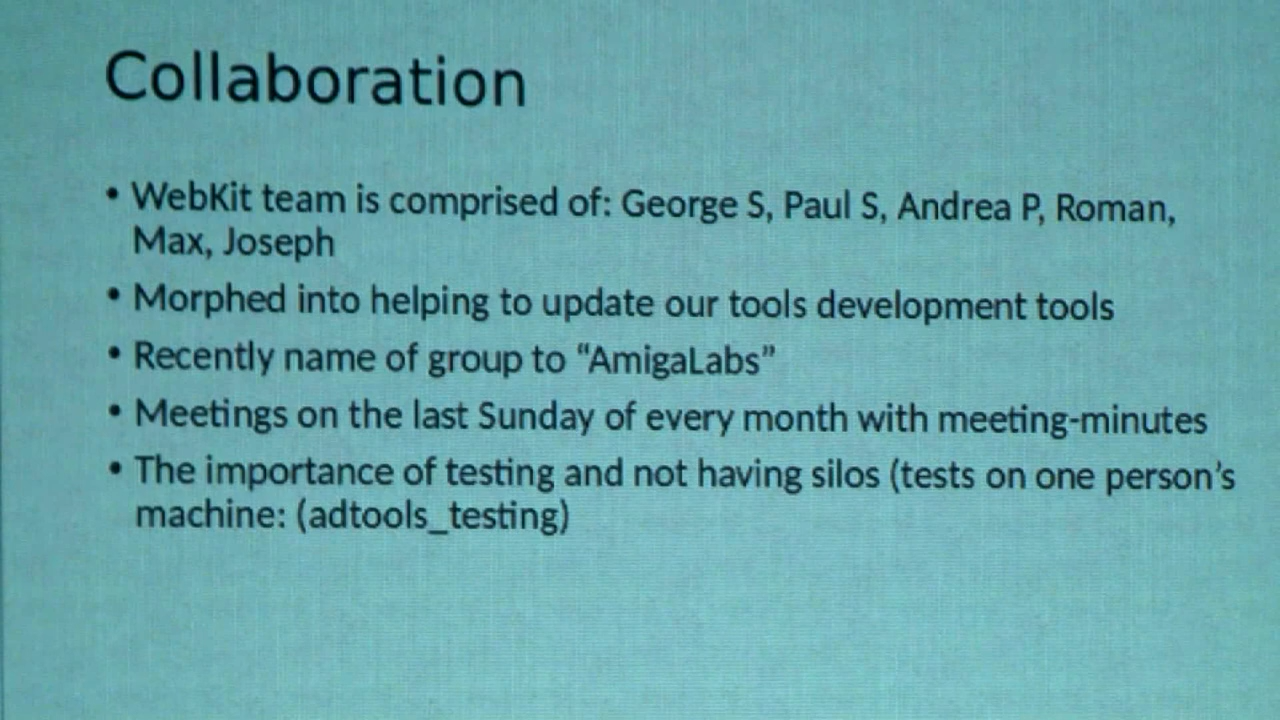 Collaboration
• WebKit team is comprised of: George S, Paul S, Andrea P, Roman,
Max, Joseph
• Morphed into helping to update our tools development tools
• Recently name of group to “AmigaLabs”
• Meetings on the last Sunday of every month with meeting-minutes
• The importance of testing and not having silos (tests on one person’s
machine: (adtools_testing)